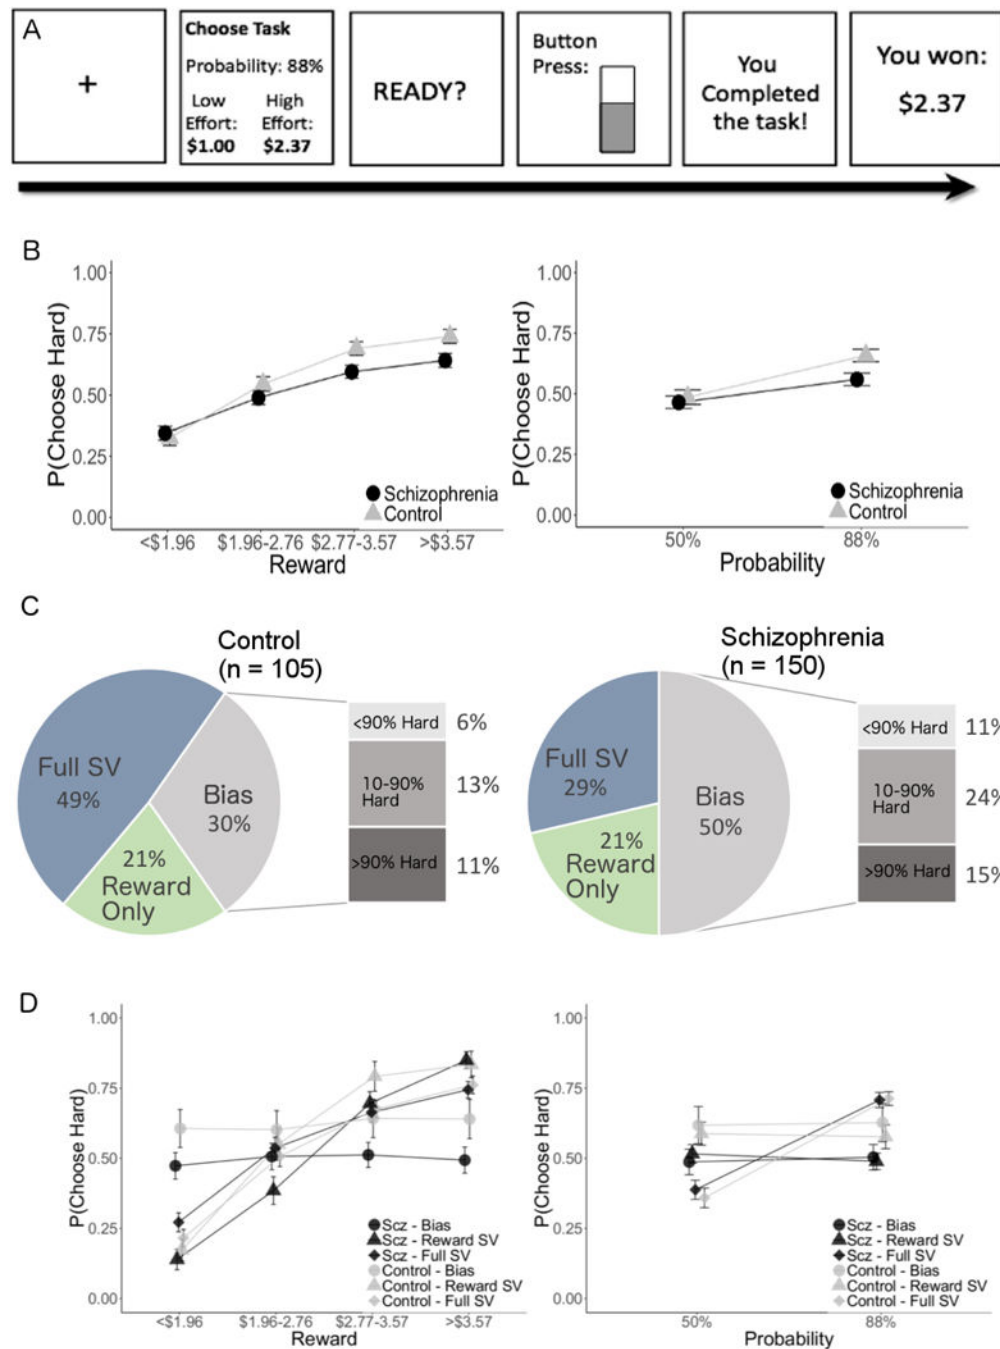 A
+
Choose Task
Probability: 88%
Low High
Effort: Effort:
$1.00 $2.37
READY?
Button
Press:
You
Completed
the task!
You won:
$2.37
B
P(Choose Hard)
1.00
0.75
0.50
0.25
0.00
<$1.96 $1.96-2.76 $2.77-3.57 >$3.57
Reward
Schizophrenia
Control
P(Choose Hard)
1.00
0.75
0.50
0.25
0.00
50% 88%
Probability
Schizophrenia
Control
C
Control
(n = 105)
Full SV
49%
Bias
30%
21%
Reward
Only
<90% Hard 6%
10-90%
Hard
13%
>90% Hard 11%
Schizophrenia
(n = 150)
Full SV
29%
Bias
50%
21%
Reward
Only
<90% Hard 11%
10-90%
Hard
24%
>90% Hard 15%
D
P(Choose Hard)
1.00
0.75
0.50
0.25
0.00
<$1.96 $1.96-2.76 $2.77-3.57 >$3.57
Reward
Scz - Bias
Scz - Reward SV
Scz - Full SV
Control - Bias
Control - Reward SV
Control - Full SV
P(Choose Hard)
1.00
0.75
0.50
0.25
0.00
50% 88%
Probability
Scz - Bias
Scz - Reward SV
Scz - Full SV
Control - Bias
Control - Reward SV
Control - Full SV